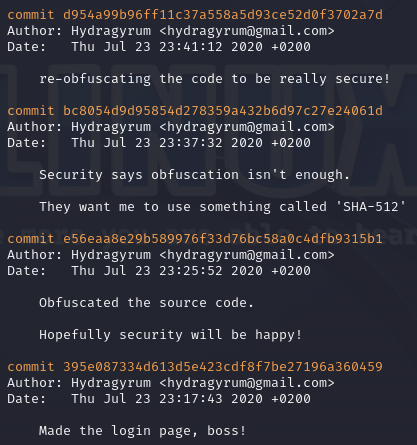 commit d954a99b96ff11c37a558a5d93ce52d0f3702a7d
Author: Hydragyrum <hydragyrum@gmail.com>
Date:   Thu Jul 23 23:41:12 2020 +0200
re-obfuscating the code to be really secure!
commit bc8054d9d95854d278359a432b6d97c27e24061d
Author: Hydragyrum <hydragyrum@gmail.com>
Date:   Thu Jul 23 23:37:32 2020 +0200
Security says obfuscation isn't enough.
They want me to use something called 'SHA-512'
commit e56eaa8e29b589976f33d76bc58a0c4dfb9315b1
Author: Hydragyrum <hydragyrum@gmail.com>
Date:   Thu Jul 23 23:25:52 2020 +0200
Obfuscated the source code.
Hopefully security will be happy!
commit 395e087334d613d5e423cdf8f7be27196a360459
Author: Hydragyrum <hydragyrum@gmail.com>
Date:   Thu Jul 23 23:17:43 2020 +0200
Made the login page, boss!